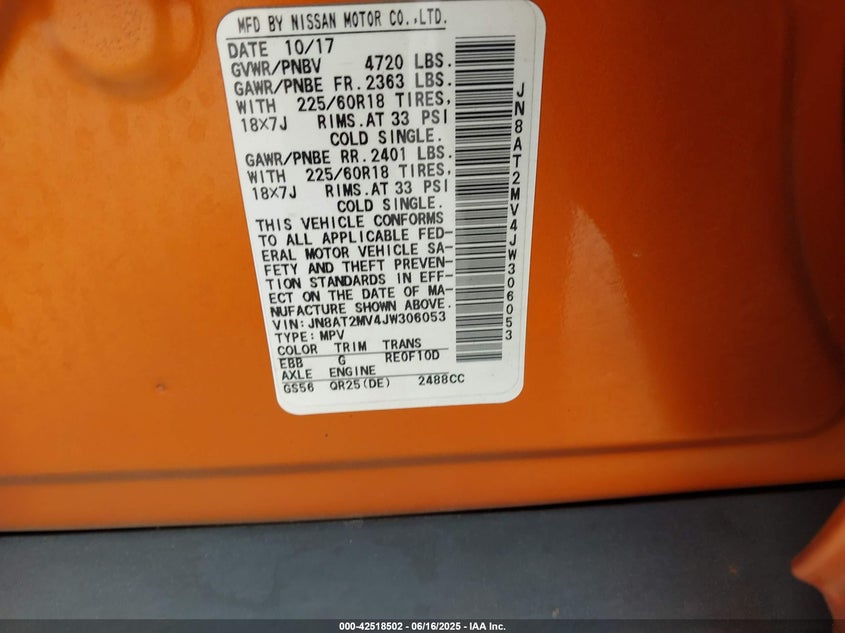 MFD BY NISSAN MOTOR CO.,LTD.
DATE 10/17
GVWR/PNBV 4720 LBS.
GAWR/PNBE FR.2363 LBS.
WITH 225/60R18 TIRES,
18X7J RIMS.AT 33 PSI
COLD SINGLE.
GAWR/PNBE RR.2401 LBS.
WITH 225/60R18 TIRES,
18X7J RIMS.AT 33 PSI
COLD SINGLE.
THIS VEHICLE CONFORMS
TO ALL APPLICABLE FED-
ERAL MOTOR VEHICLE SA-
FETY AND THEFT PREVEN-
TION STANDARDS IN EFF-
ECT ON THE DATE OF MA-
NUFACTURE SHOWN ABOVE.
VIN:JN8AT2MV4JW306053
TYPE:MPV
COLOR TRIM TRANS
EBB G RE0F10D
AXLE ENGINE
GS56 QR25(DE) 2488CC
JN8AT2MV4JW306053
000-42518502 - 06/16/2025 - IAA Inc.